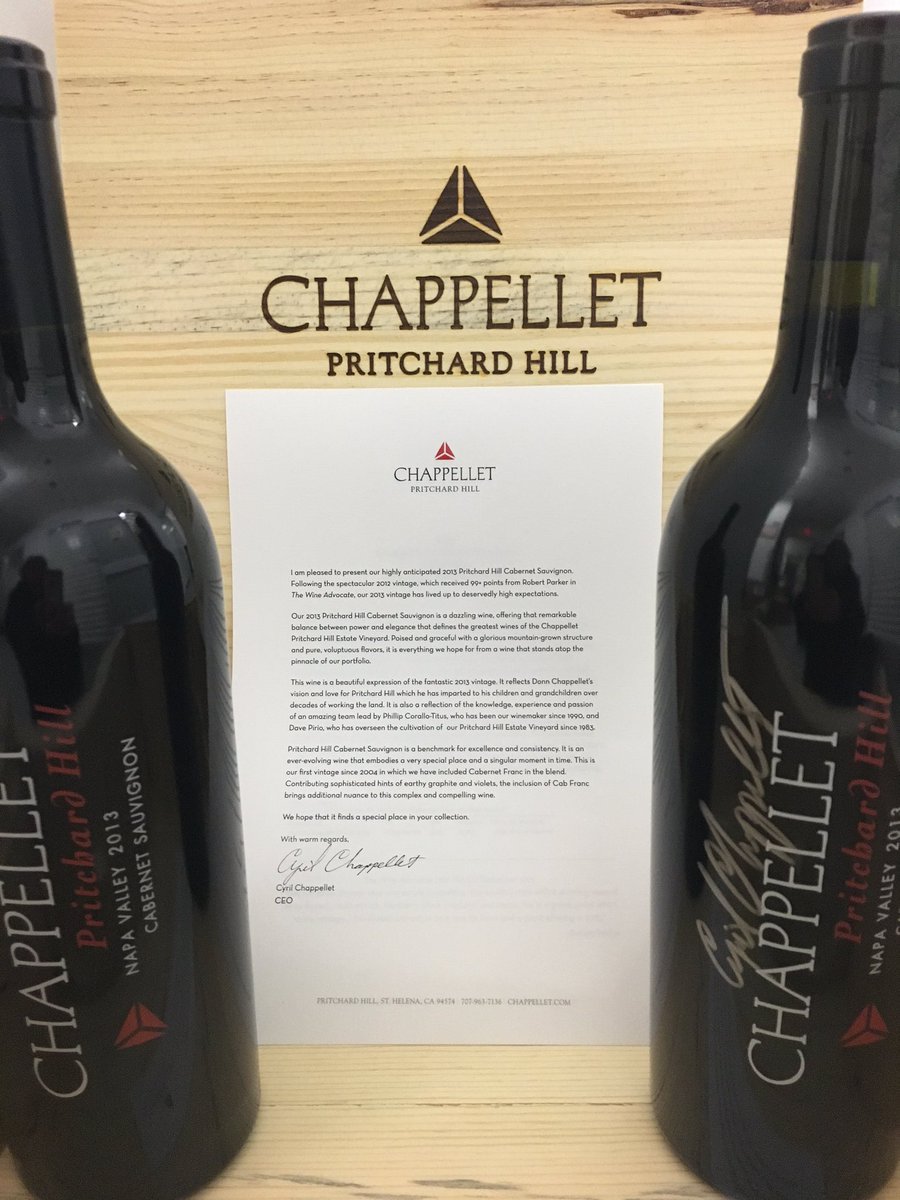 CHAPPELLET
PRITCHARD HILL
CHAPPELLET
PRITCHARD HILL
I am pleased to present our highly anticipated 2013 Pritchard Hill Cabernet Sauvignon.
Following the spectacular 2012 vintage, which received 99+ points from Robert Parker in
The Wine Advocate, our 2013 vintage has lived up to deservedly high expectations.
Our 2013 Pritchard Hill Cabernet Sauvignon is a dazzling wine, offering that remarkable
balance between power and elegance that defines the greatest wines of the Chappellet
Pritchard Hill Estate Vineyard. Poised and graceful with a glorious mountain-grown structure
and pure, voluptuous flavors, it is everything we hope for from a wine that stands atop the
pinnacle of our portfolio.
This wine is a beautiful expression of the fantastic 2013 vintage. It reflects Donn Chappellet's
vision and love for Pritchard Hill which he has imparted to his children and grandchildren over
decades of working the land. It is also a reflection of the knowledge, experience and passion
of an amazing team lead by Phillip Corallo-Titus, who has been our winemaker since 1990, and
Dave Pirio, who has overseen the cultivation of our Pritchard Hill Estate Vineyard since 1983.
Pritchard Hill Cabernet Sauvignon is a benchmark for excellence and consistency. It is an
ever-evolving wine that embodies a very special place and a singular moment in time. This is
our first vintage since 2004 in which we have included Cabernet Franc in the blend.
Contributing sophisticated hints of earthy graphite and violets, the inclusion of Cab Franc
brings additional nuance to this complex and compelling wine.
We hope that it finds a special place in your collection.
With warm regards,
Cyril Chappellet
Cyril Chappellet
CEO
PRITCHARD HILL, ST. HELENA, CA 94574 707-963-7136 CHAPPELLET.COM
CHAPPELLET
Pritchard Hill
NAPA VALLEY 2013
CABERNET SAUVIGNON
Cyril Chappellet
CHAPPELLET
Pritchard Hill
NAPA VALLEY 2013